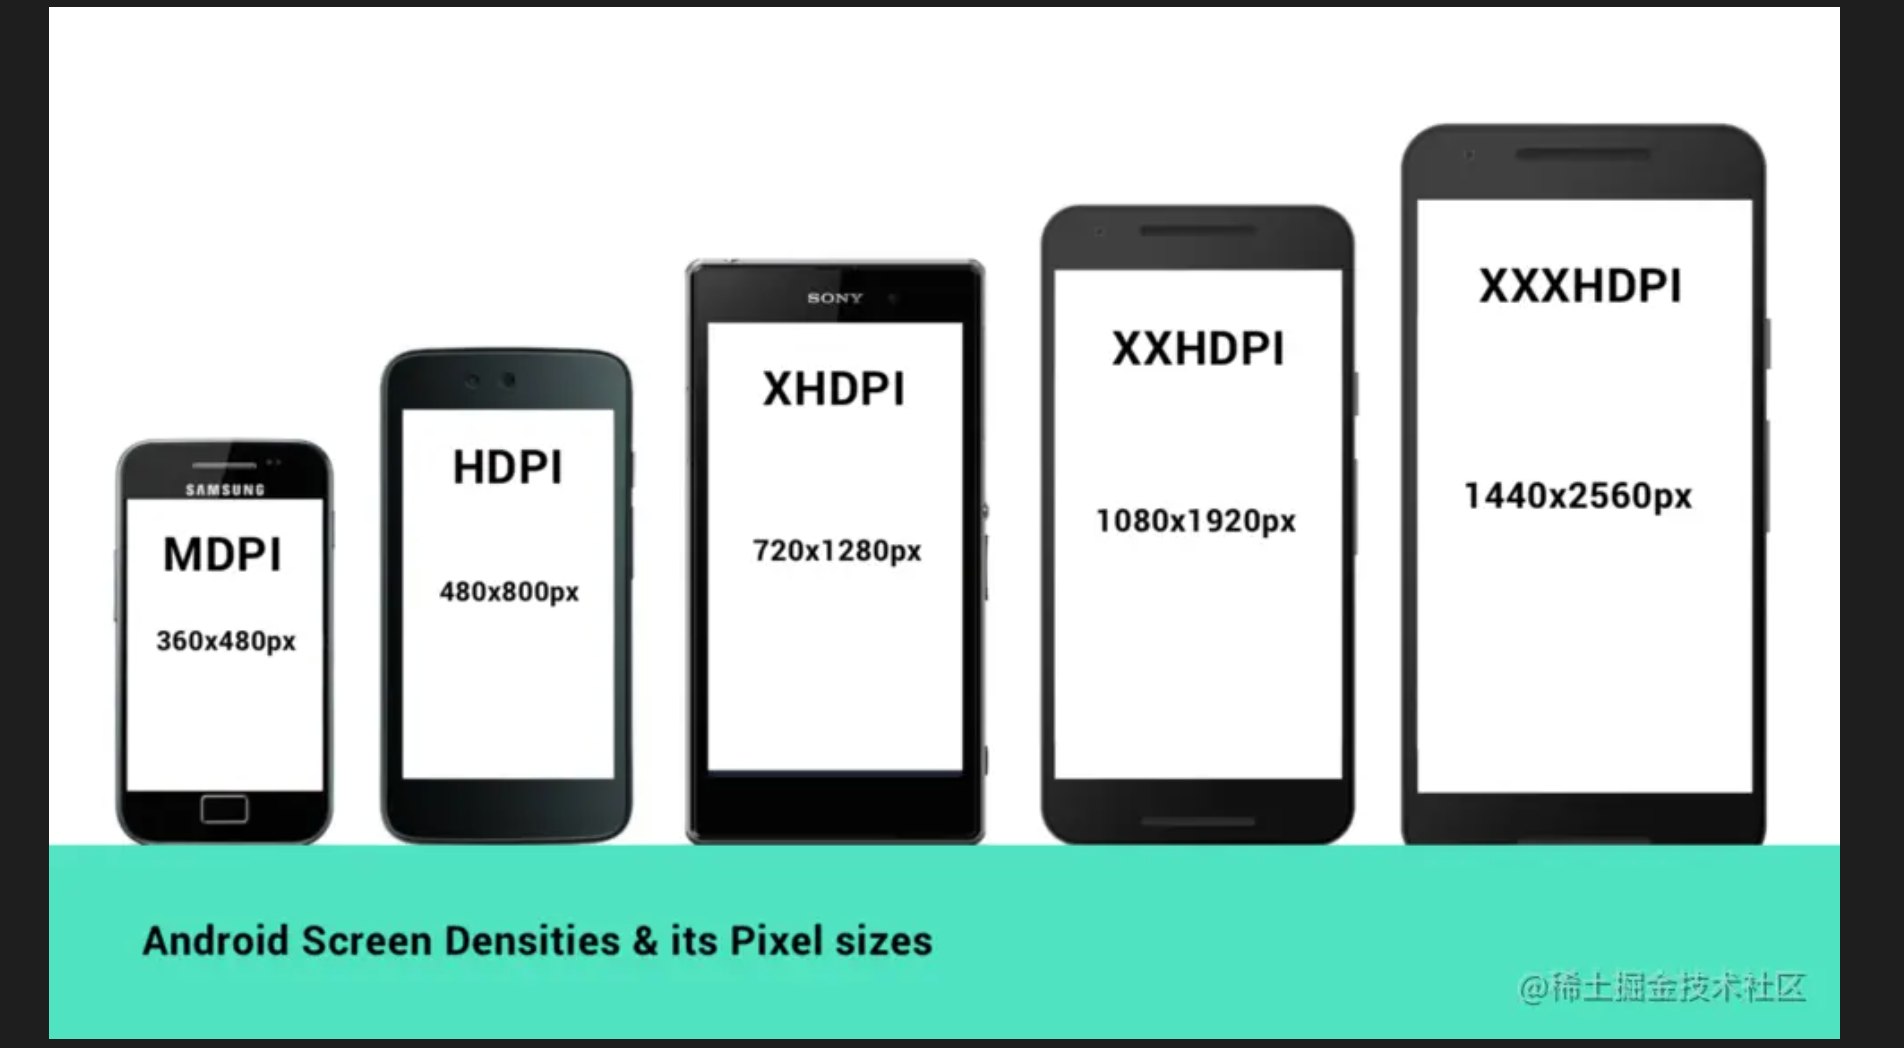 SAMSUNG
MDPI
360x480px
HDPI
480x800px
SONY
XHDPI
720x1280px
XXHDPI
1080x1920px
XXXHDPI
1440x2560px
Android Screen Densities & its Pixel sizes
@稀土掘金技术社区